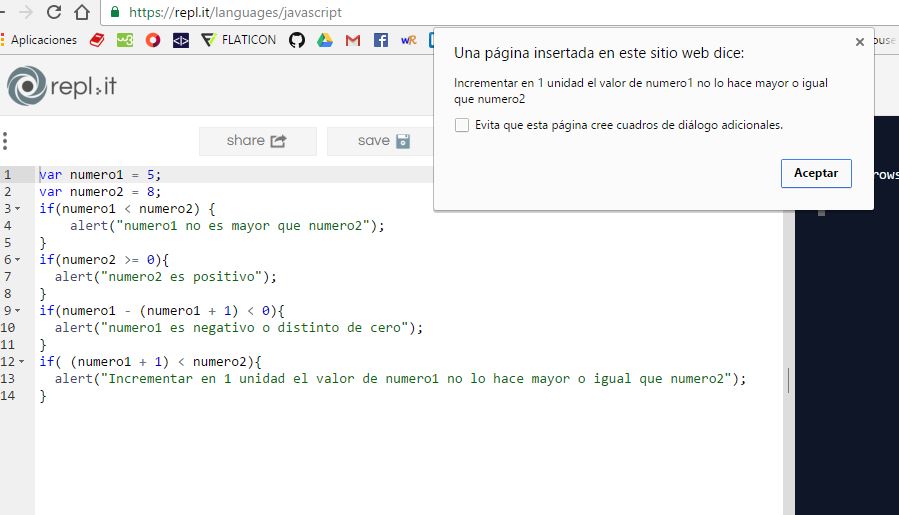 https://repl.it/languages/javascript
Aplicaciones w3 </> FLATICON wR
repl.it
share save
Una página insertada en este sitio web dice:
Incrementar en 1 unidad el valor de numero1 no lo hace mayor o igual
que numero2
Evita que esta página cree cuadros de diálogo adicionales.
Aceptar
1 var numero1 = 5;
2 var numero2 = 8;
3 if(numero1 < numero2) {
4 alert("numero1 no es mayor que numero2");
5 }
6 if(numero2 >= 0){
7 alert("numero2 es positivo");
8 }
9 if(numero1 - (numero1 + 1) < 0){
10 alert("numero1 es negativo o distinto de cero");
11 }
12 if( (numero1 + 1) < numero2){
13 alert("Incrementar en 1 unidad el valor de numero1 no lo hace mayor o igual que numero2");
14 }